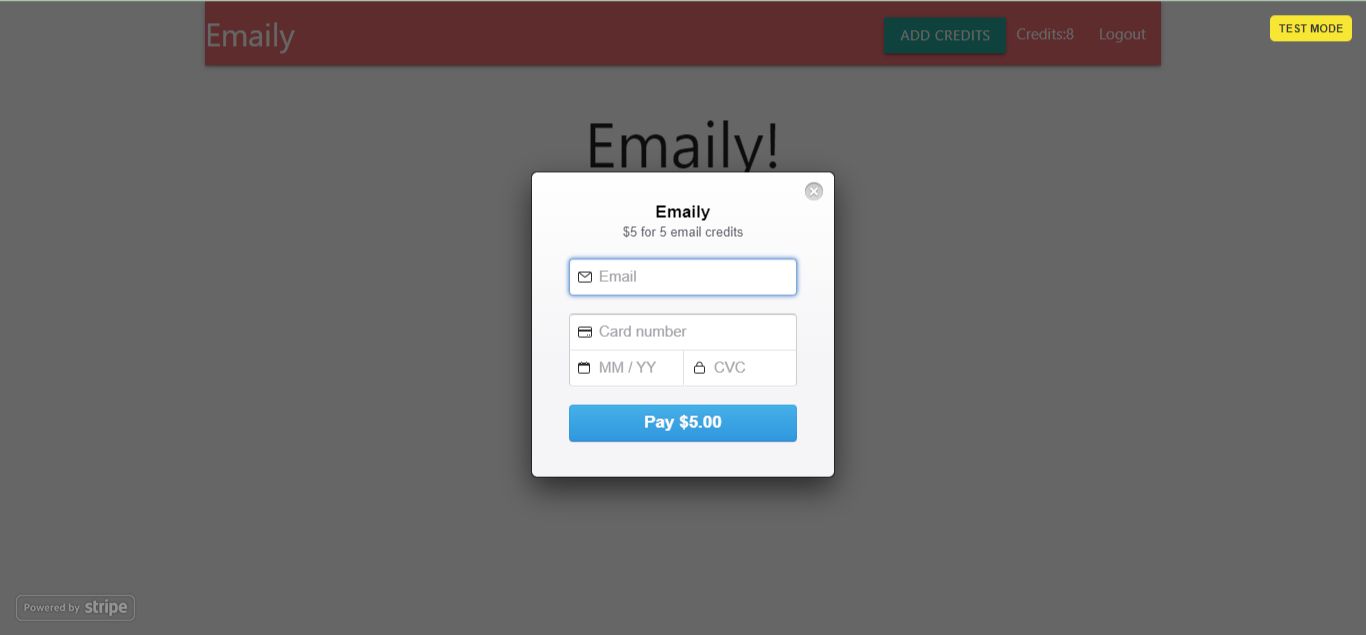 Emaily
ADD CREDITS Credits:8 Logout
TEST MODE
Emaily!
Emaily
$5 for 5 email credits
Email
Card number
MM / YY CVC
Pay $5.00
Powered by stripe